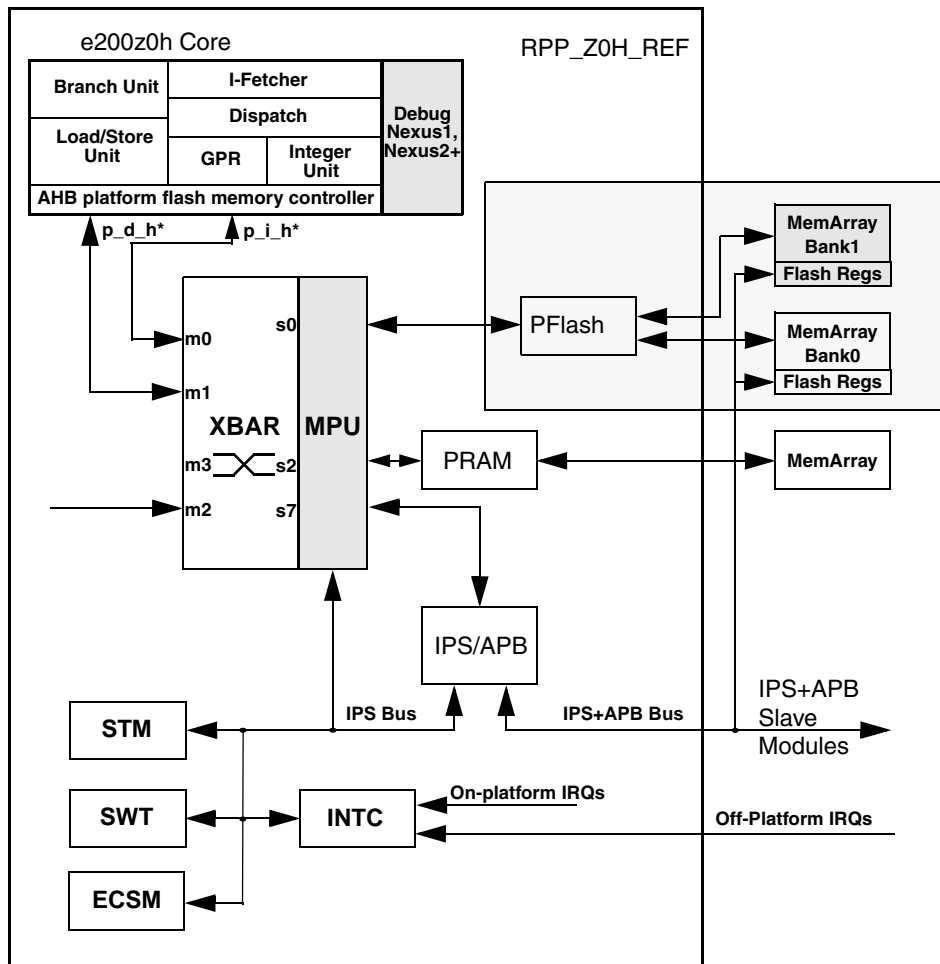 e200z0h Core
RPP_Z0H_REF
Branch Unit
I-Fetcher
Dispatch
Load/Store
Unit
GPR
Integer
Unit
Debug
Nexus1,
Nexus2+
AHB platform flash memory controller
p_d_h*
p_i_h*
MemArray
Bank1
Flash Regs
PFlash
MemArray
Bank0
Flash Regs
m0
s0
m1
XBAR
MPU
m3
s2
m2
s7
PRAM
MemArray
IPS/APB
IPS Bus
IPS+APB Bus
IPS+APB
Slave
Modules
STM
SWT
ECSM
INTC
On-platform IRQs
Off-Platform IRQs